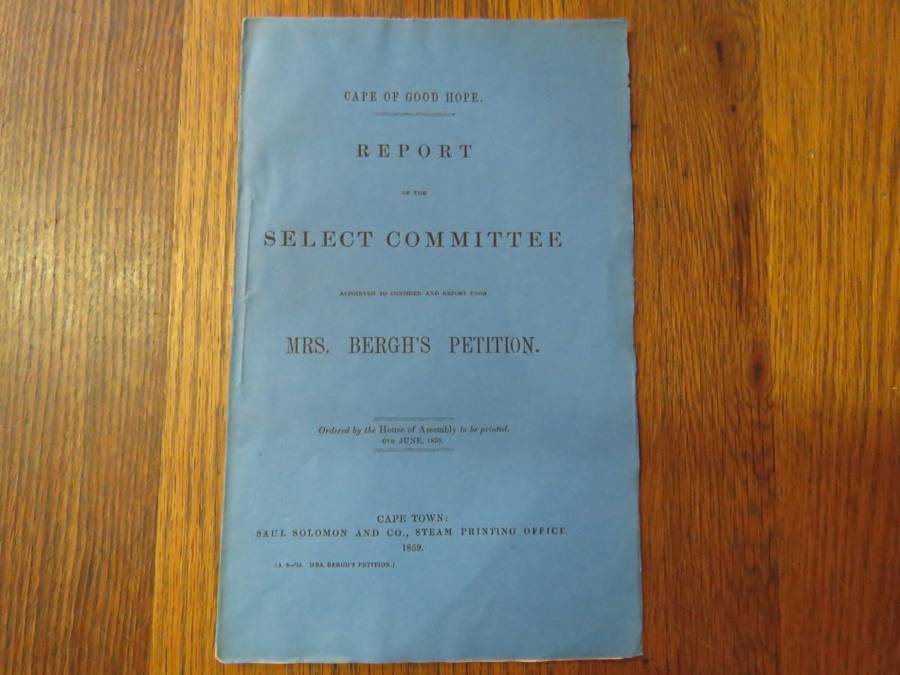 CAPE OF GOOD HOPE.
REPORT
OF THE
SELECT COMMITTEE
APPOINTED TO CONSIDER AND REPORT UPON
MRS. BERGH'S PETITION.
Ordered by the House of Assembly to be printed.
6TH JUNE, 1859.
CAPE TOWN:
SAUL SOLOMON AND CO., STEAM PRINTING OFFICE.
1859.
MRS. BERGH'S PETITION.]